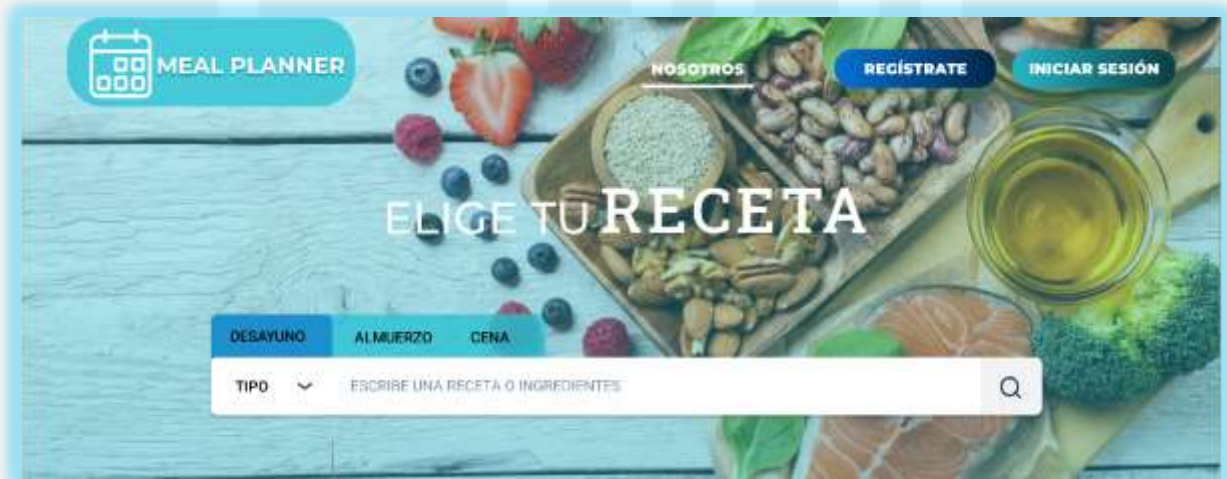 MEAL PLANNER
NOSOTROS
REGÍSTRATE
INICIAR SESIÓN
ELIGE TU RECETA
DESAYUNO
ALMUERZO
CENA
TIPO
ESCRIBE UNA RECETA O INGREDIENTES